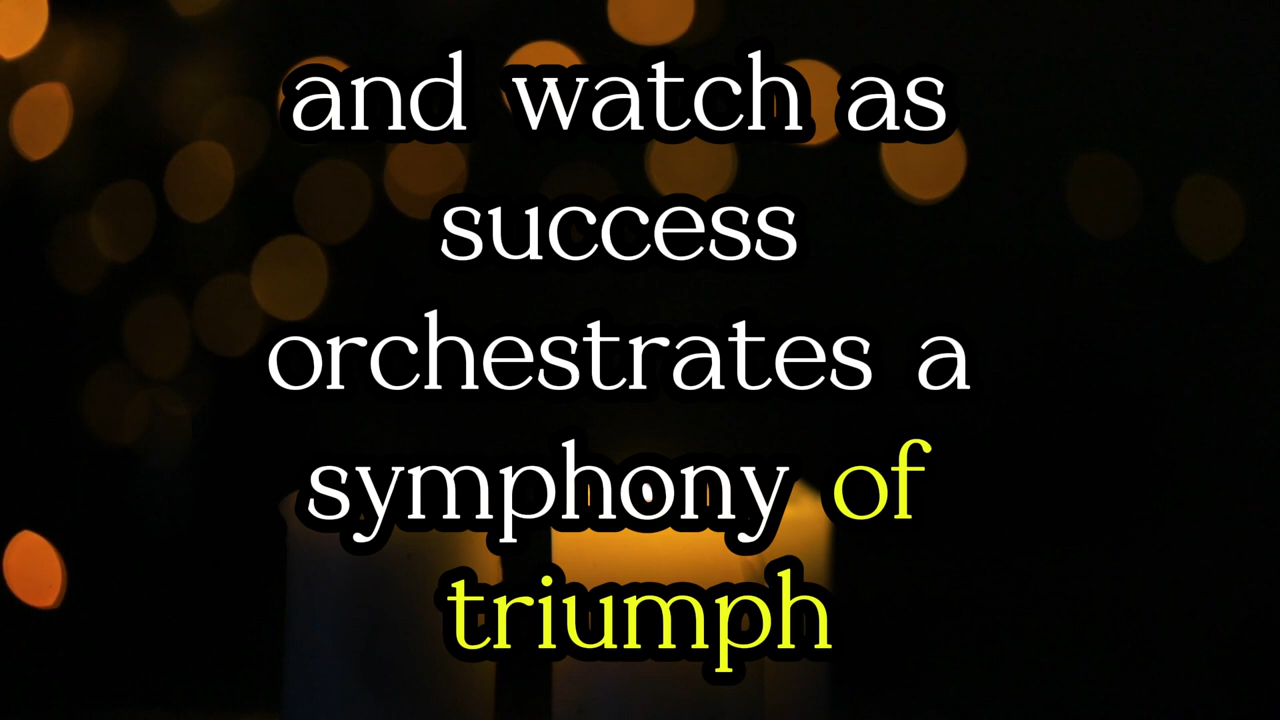 and watch as
success
orchestrates a
symphony of
triumph